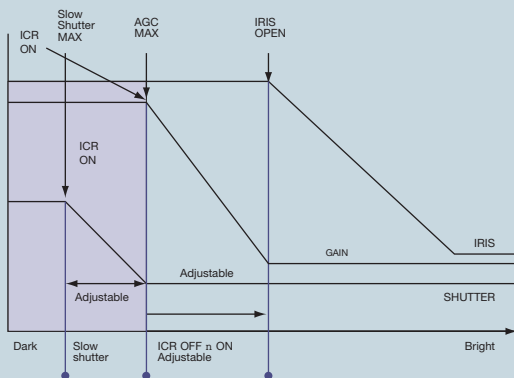 Slow
Shutter
MAX
AGC
MAX
IRIS
OPEN
ICR
ON
ICR
ON
GAIN
IRIS
Adjustable
Adjustable
SHUTTER
Dark
Slow
shutter
ICR OFF n ON
Adjustable
Bright